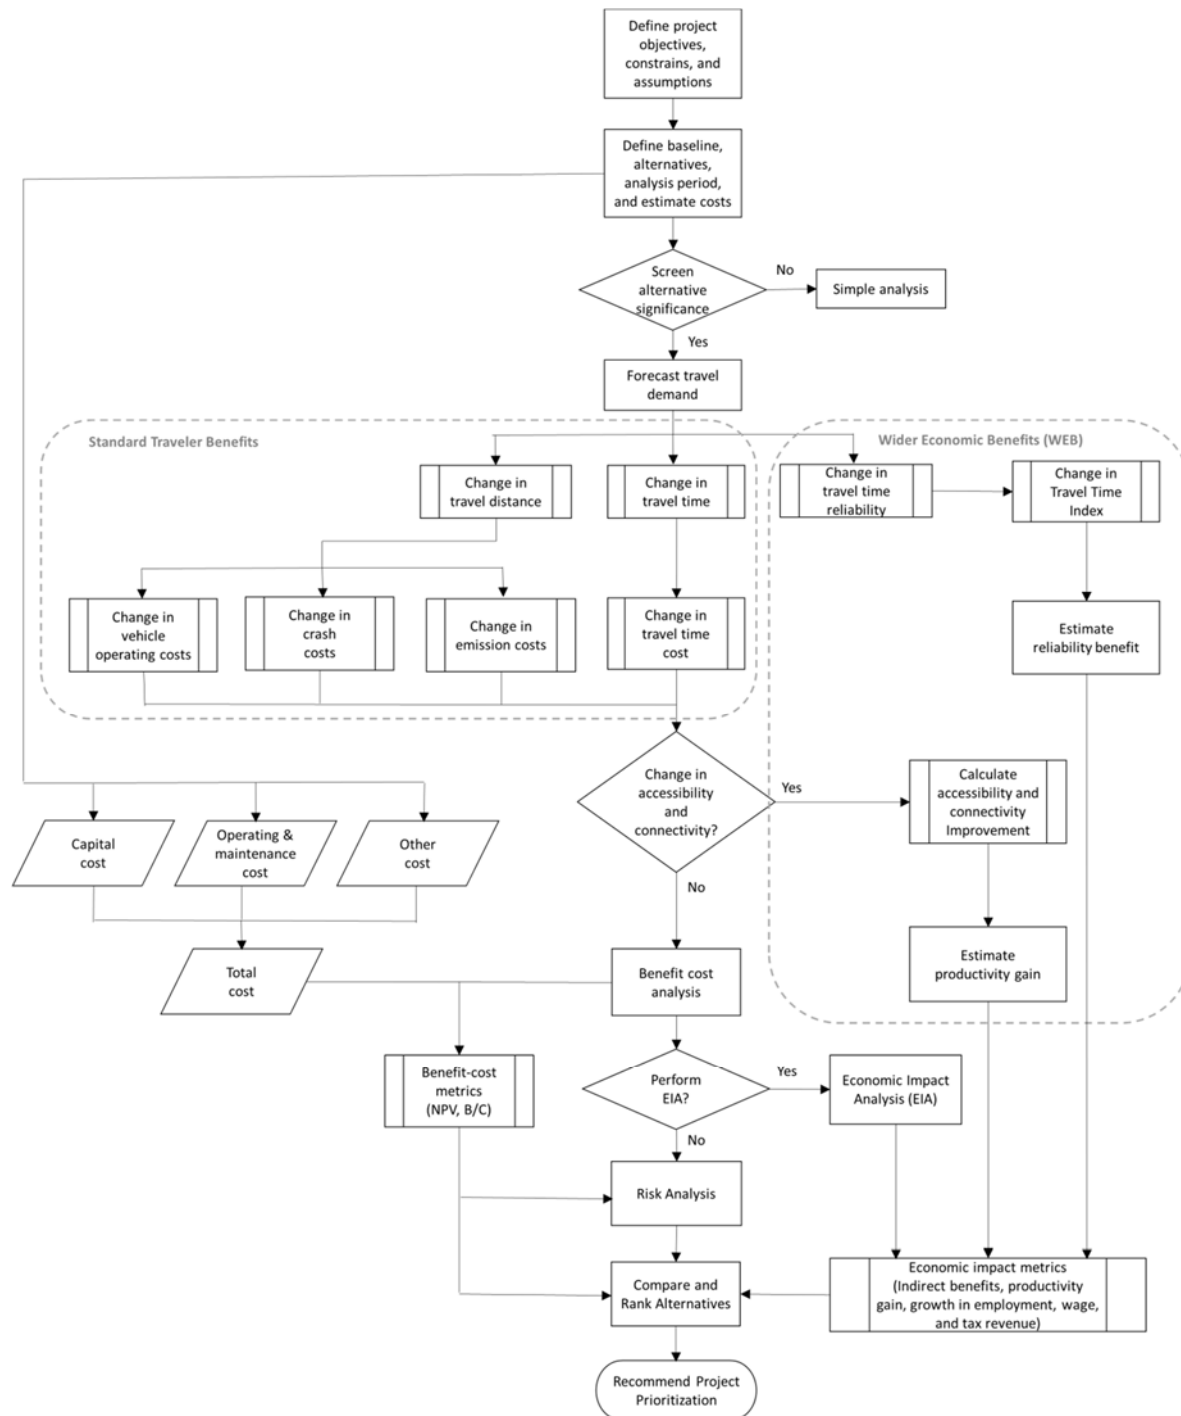 Define project
objectives,
constrains, and
assumptions
Define baseline,
alternatives,
analysis period,
and estimate costs
Screen
alternative
significance
No
Simple analysis
Yes
Forecast travel
demand
Standard Traveler Benefits
Wider Economic Benefits (WEB)
Change in
travel distance
Change in
travel time
Change in
travel time
reliability
Change in
Travel Time
Index
Change in
vehicle
operating costs
Change in
crash
costs
Change in
emission costs
Change in
travel time
cost
Estimate
reliability benefit
Change in
accessibility
and
connectivity?
Yes
Calculate
accessibility and
connectivity
Improvement
Capital
cost
Operating &
maintenance
cost
Other
cost
No
Total
cost
Benefit cost
analysis
Estimate
productivity gain
Benefit-cost
metrics
(NPV, B/C)
Perform
EIA?
Yes
Economic Impact
Analysis (EIA)
No
Risk Analysis
Compare and
Rank Alternatives
Economic impact metrics
(Indirect benefits, productivity
gain, growth in employment, wage,
and tax revenue)
Recommend Project
Prioritization